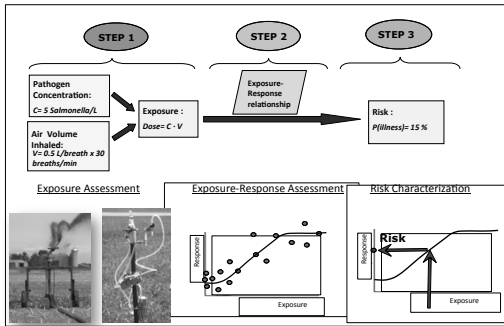 STEP 1
STEP 2
STEP 3
Pathogen
Concentration:
C= 5 Salmonella/L
Air Volume
Inhaled:
V= 0.5 L/breath x 30
breaths/min
Exposure :
Dose= C · V
Exposure-
Response
relationship
Risk :
P(illness)= 15 %
Exposure Assessment
Exposure-Response Assessment
Risk Characterization
Response
Exposure
Response
Risk
Exposure